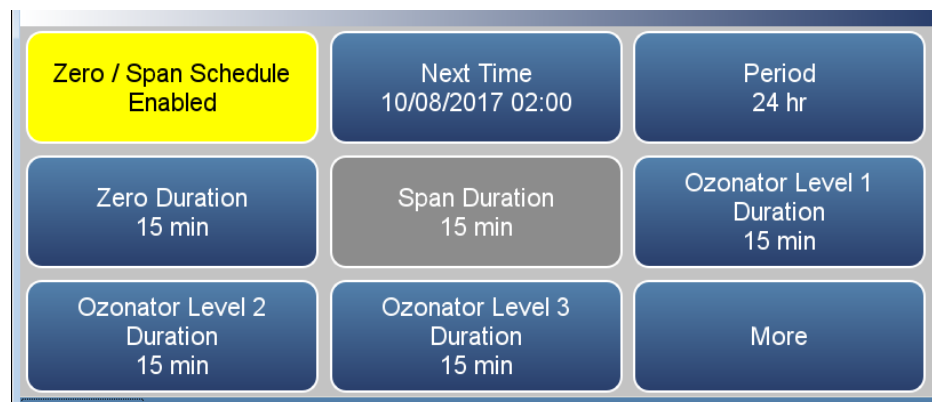 Zero / Span Schedule
Enabled
Next Time
10/08/2017 02:00
Period
24 hr
Zero Duration
15 min
Span Duration
15 min
Ozonator Level 1
Duration
15 min
Ozonator Level 2
Duration
15 min
Ozonator Level 3
Duration
15 min
More